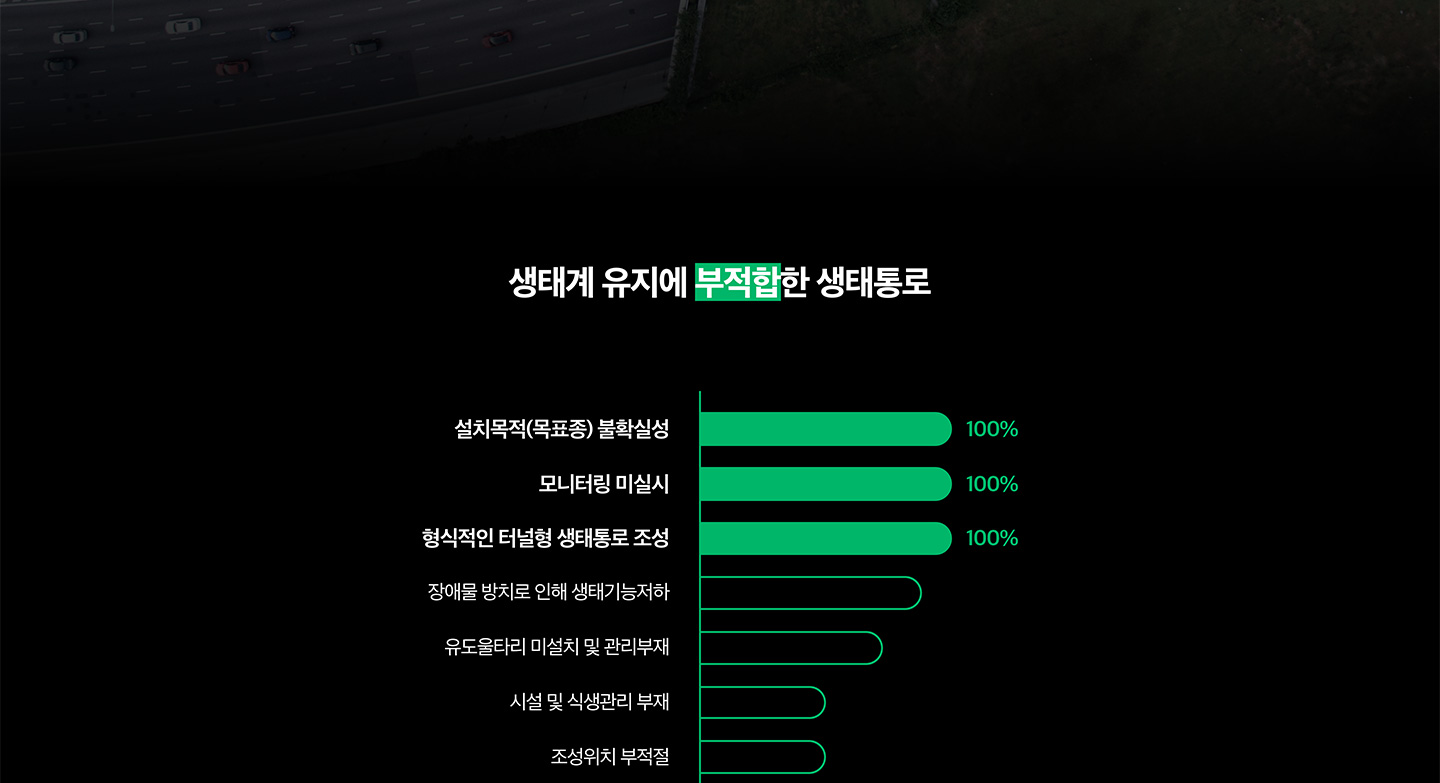 생태계 유지에 부적합한 생태통로
설치목적(목표종) 불확실성 100%
모니터링 미실시 100%
형식적인 터널형 생태통로 조성 100%
장애물 방치로 인해 생태기능저하
유도울타리 미설치 및 관리부재
시설 및 식생관리 부재
조성위치 부적절